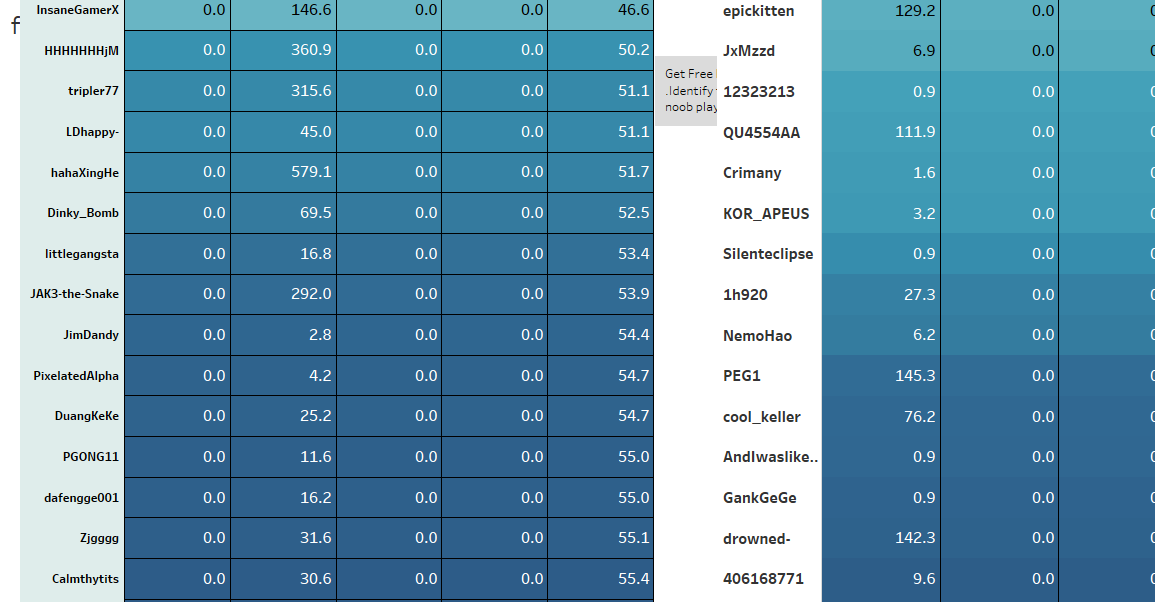 f
InsaneGamerX 0.0 146.6 0.0 0.0 46.6
HHHHHHHjM 0.0 360.9 0.0 0.0 50.2
tripler77 0.0 315.6 0.0 0.0 51.1
LDhappy- 0.0 45.0 0.0 0.0 51.1
hahaXingHe 0.0 579.1 0.0 0.0 51.7
Dinky_Bomb 0.0 69.5 0.0 0.0 52.5
littlegangsta 0.0 16.8 0.0 0.0 53.4
JAK3-the-Snake 0.0 292.0 0.0 0.0 53.9
JimDandy 0.0 2.8 0.0 0.0 54.4
PixelatedAlpha 0.0 4.2 0.0 0.0 54.7
DuangKeKe 0.0 25.2 0.0 0.0 54.7
PGONG11 0.0 11.6 0.0 0.0 55.0
dafengge001 0.0 16.2 0.0 0.0 55.0
Zjgggg 0.0 31.6 0.0 0.0 55.1
Calmthytits 0.0 30.6 0.0 0.0 55.4
Get Free
.Identify
noob play
epickitten 129.2 0.0
JxMzzd 6.9 0.0
12323213 0.9 0.0
QU4554AA 111.9 0.0
Crimany 1.6 0.0
KOR_APEUS 3.2 0.0
Silenteclipse 0.9 0.0
1h920 27.3 0.0
NemoHao 6.2 0.0
PEG1 145.3 0.0
cool_keller 76.2 0.0
AndIwaslike.. 0.9 0.0
GankGeGe 0.9 0.0
drowned- 142.3 0.0
406168771 9.6 0.0